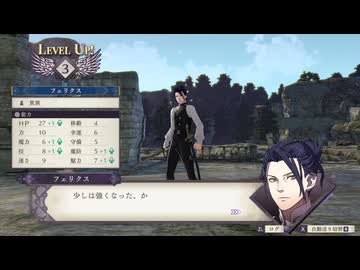 LEVEL UP!
3
フェリクス
貴族
能力
HP 27+1 移動 4
力 10 幸運 6
魔力 6+1 守備 5
技 8+1 魔防 5+1
速さ 9 魅力 7+1
フェリクス
少しは強くなった、か
ログ X 自動送り切替